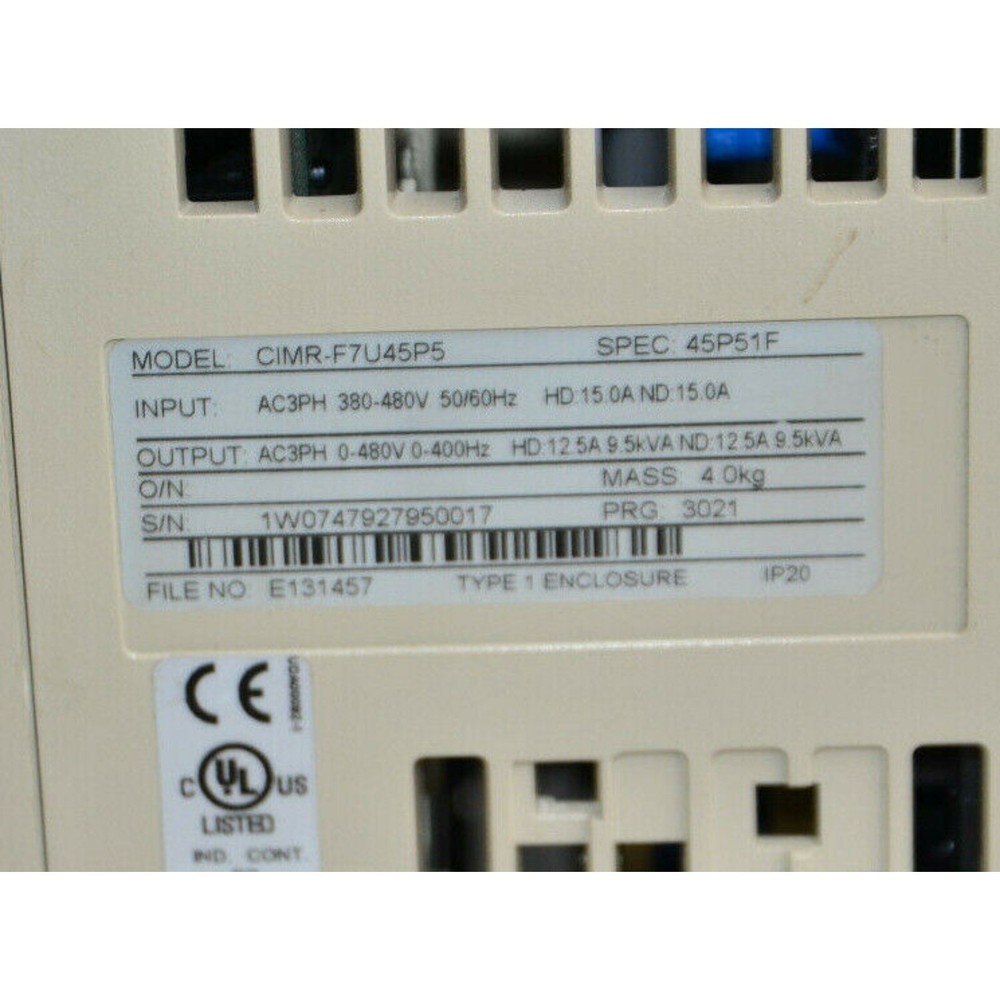 MODEL: CIMR-F7U45P5 SPEC: 45P51F
INPUT: AC3PH 380-480V 50/60Hz HD:15.0A ND:15.0A
OUTPUT: AC3PH 0-480V 0-400Hz HD:12.5A 9.5kVA ND:12.5A 9.5kVA
O/N: MASS: 4.0kg
S/N: 1W0747927950017 PRG: 3021
FILE NO: E131457 TYPE 1 ENCLOSURE IP20
CE
C UL US
LISTED
IND. CONT.